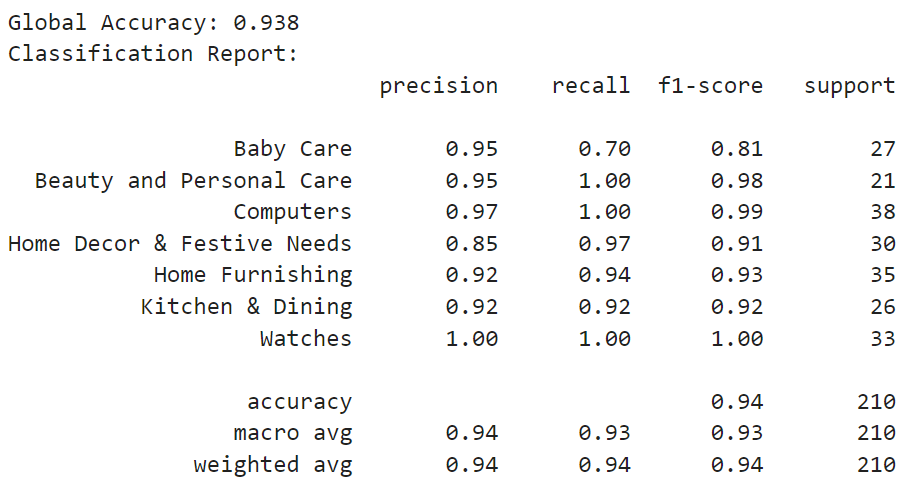 Global Accuracy: 0.938
Classification Report:
precision recall f1-score support
Baby Care 0.95 0.70 0.81 27
Beauty and Personal Care 0.95 1.00 0.98 21
Computers 0.97 1.00 0.99 38
Home Decor & Festive Needs 0.85 0.97 0.91 30
Home Furnishing 0.92 0.94 0.93 35
Kitchen & Dining 0.92 0.92 0.92 26
Watches 1.00 1.00 1.00 33
accuracy 0.94 210
macro avg 0.94 0.93 0.93 210
weighted avg 0.94 0.94 0.94 210